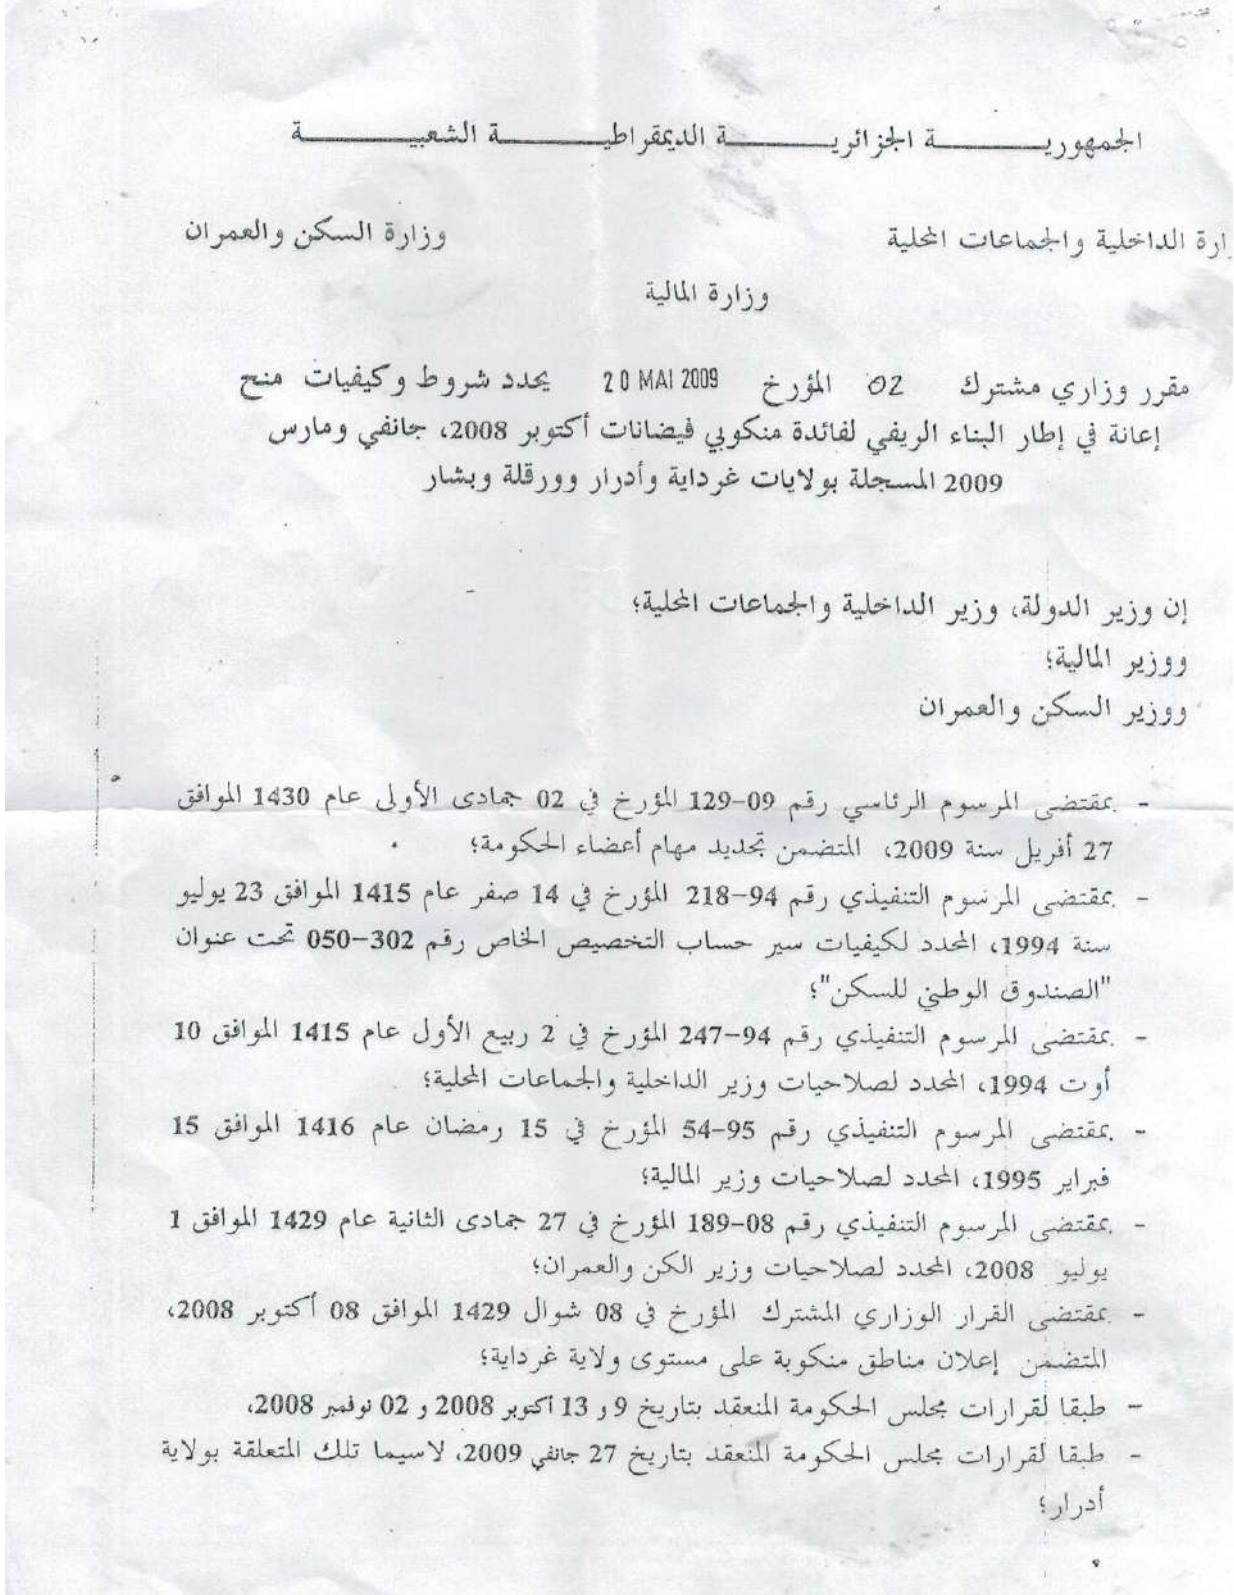 الجمهورية الجزائرية الديمقراطية الشعبية
ارة الداخلية والجماعات المحلية
وزارة السكن والعمران
وزارة المالية
مقرر وزاري مشترك 02 المؤرخ 20 MAI 2009 يحدد شروط وكيفيات منح
إعانة في إطار البناء الريفي لفائدة منكوبي فيضانات أكتوبر 2008، جانفي ومارس
2009 المسجلة بولايات غرداية وأدرار وورقلة وبشار
إن وزير الدولة، وزير الداخلية والجماعات المحلية؛
ووزير المالية؛
ووزير السكن والعمران
- بمقتضى المرسوم الرئاسي رقم 09-129 المؤرخ في 02 جمادى الأولى عام 1430 الموافق
27 أفريل سنة 2009، المتضمن تجديد مهام أعضاء الحكومة؛
- بمقتضى المرسوم التنفيذي رقم 94-218 المؤرخ في 14 صفر عام 1415 الموافق 23 يوليو
سنة 1994، المحدد لكيفيات سير حساب التخصيص الخاص رقم 302-050 تحت عنوان
"الصندوق الوطني للسكن"؛
- بمقتضى المرسوم التنفيذي رقم 94-247 المؤرخ في 2 ربيع الأول عام 1415 الموافق 10
أوت 1994، المحدد لصلاحيات وزير الداخلية والجماعات المحلية؛
- بمقتضى المرسوم التنفيذي رقم 95-54 المؤرخ في 15 رمضان عام 1416 الموافق 15
فبراير 1995، المحدد لصلاحيات وزير المالية؛
- بمقتضى المرسوم التنفيذي رقم 08-189 المؤرخ في 27 جمادى الثانية عام 1429 الموافق 1
يوليو 2008، المحدد لصلاحيات وزير الكن والعمران؛
- بمقتضى القرار الوزاري المشترك المؤرخ في 08 شوال 1429 الموافق 08 أكتوبر 2008،
المتضمن إعلان مناطق منكوبة على مستوى ولاية غرداية؛
- طبقا لقرارات مجلس الحكومة المنعقد بتاريخ 9 و 13 أكتوبر 2008 و 02 نوفمبر 2008،
- طبقا لقرارات مجلس الحكومة المنعقد بتاريخ 27 جانفي 2009، لاسيما تلك المتعلقة بولاية
أدرار؛